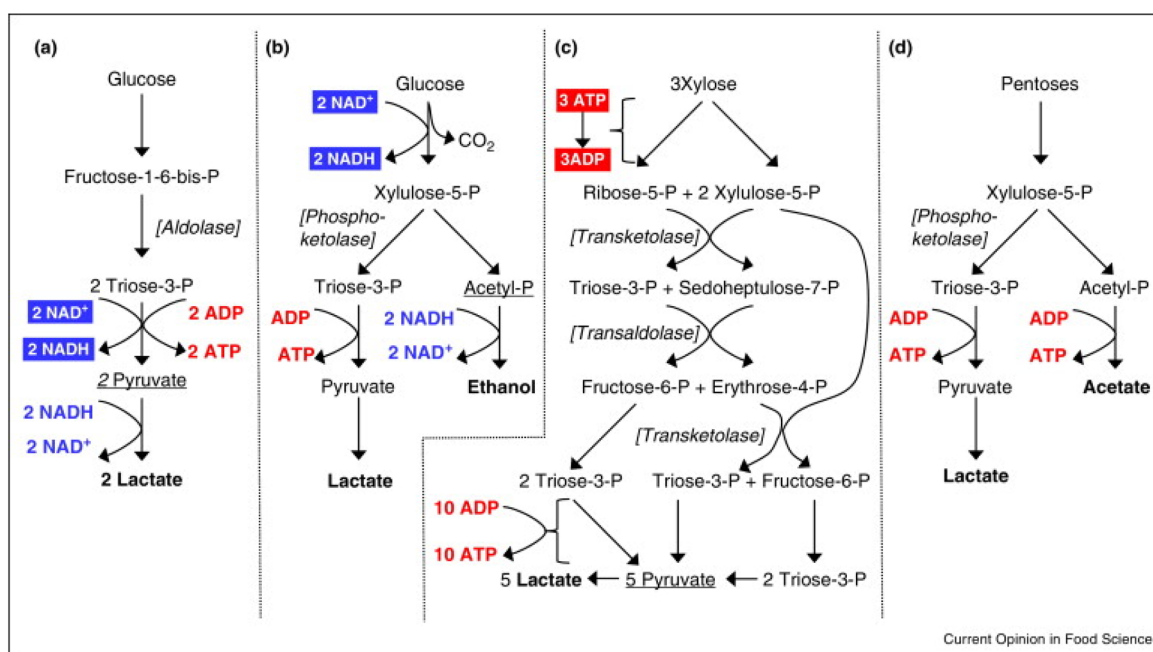 (a)
Glucose
Fructose-1-6-bis-P
[Aldolase]
2 Triose-3-P
2 NAD+
2 ADP
2 NADH
2 ATP
2 Pyruvate
2 NADH
2 NAD+
2 Lactate
(b)
Glucose
2 NAD+
CO2
2 NADH
Xylulose-5-P
[Phospho-
ketolase]
Triose-3-P
Acetyl-P
ADP
2 NADH
ATP
2 NAD+
Pyruvate
Ethanol
Lactate
(c)
3Xylose
3 ATP
3ADP
Ribose-5-P + 2 Xylulose-5-P
[Transketolase]
Triose-3-P + Sedoheptulose-7-P
[Transaldolase]
Fructose-6-P + Erythrose-4-P
[Transketolase]
2 Triose-3-P
Triose-3-P + Fructose-6-P
10 ADP
10 ATP
5 Lactate
5 Pyruvate
2 Triose-3-P
(d)
Pentoses
Xylulose-5-P
[Phospho-
ketolase]
Triose-3-P
Acetyl-P
ADP
ADP
ATP
ATP
Pyruvate
Acetate
Lactate
Current Opinion in Food Science